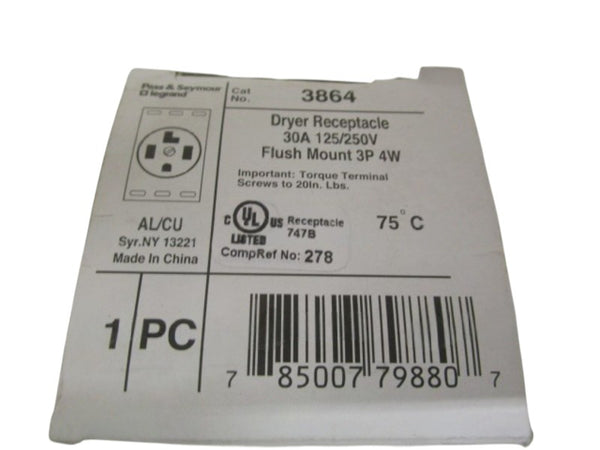 Pass & Seymour
legrand
Cat. No. 3864
Dryer Receptacle
30A 125/250V
Flush Mount 3P 4W
Important: Torque Terminal
Screws to 20In. Lbs.
AL/CU
Syr.NY 13221
Made In China
C UL US
LISTED
Receptacle
747B
75°C
CompRef No: 278
1 PC
7 85007 79880 7